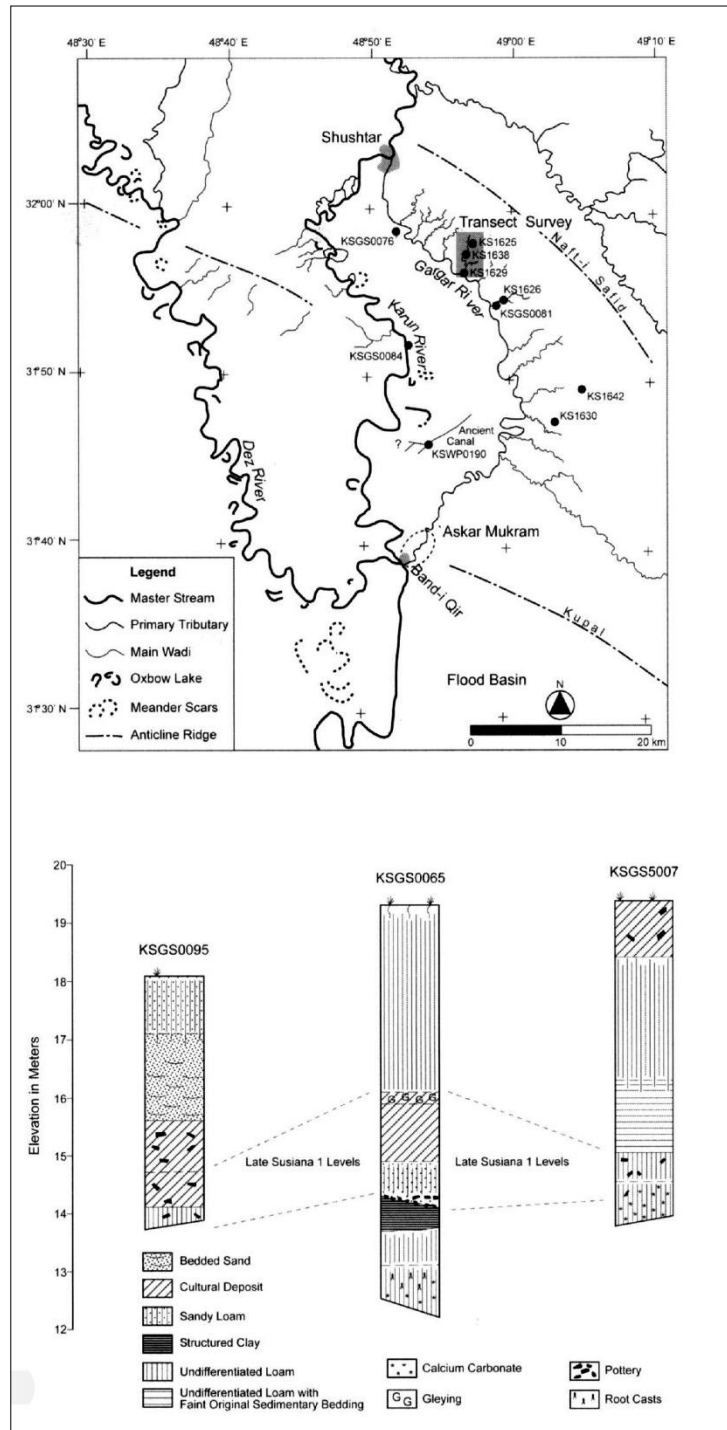 48°30' E
48°40' E
48°50' E
49°00' E
49°10' E
Shushtar
32°00' N
Transect Survey
KSGS0076
KS1625
KS1638
KS1629
Naft-i Safid
Gargar River
KS1626
KSGS0081
Karun River
KSGS0084
31°50' N
KS1642
KS1630
Ancient
Canal
?
KSWP0190
Dez River
31°40' N
Askar Mukram
Band-i Qir
Kupal
Legend
Master Stream
Primary Tributary
Main Wadi
Oxbow Lake
Meander Scars
Anticline Ridge
31°30' N
Flood Basin
N
0
10
20 km
20
19
18
17
16
15
14
13
12
Elevation in Meters
KSGS0095
KSGS0065
KSGS5007
G G G G
Late Susiana 1 Levels
Late Susiana 1 Levels
Bedded Sand
Cultural Deposit
Sandy Loam
Structured Clay
Undifferentiated Loam
Undifferentiated Loam with
Faint Original Sedimentary Bedding
Calcium Carbonate
G G
Gleying
Pottery
Root Casts